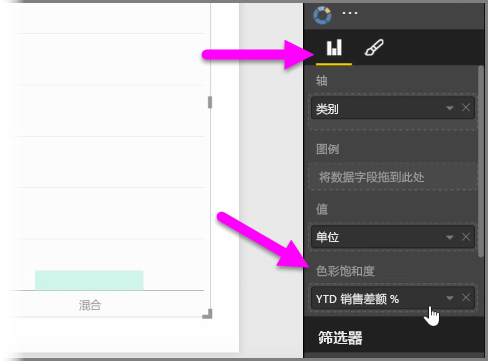 轴
类别
图例
将数据字段拖到此处
值
单位
色彩饱和度
YTD 销售差额 %
筛选器
混合